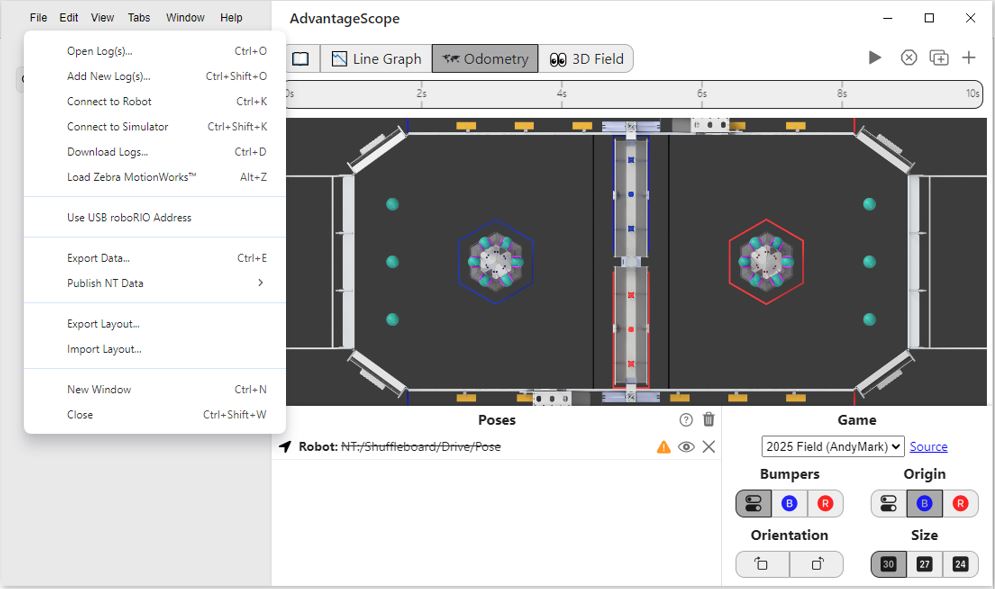 File Edit View Tabs Window Help
AdvantageScope
Open Log(s)... Ctrl+O
Add New Log(s)... Ctrl+Shift+O
Connect to Robot Ctrl+K
Connect to Simulator Ctrl+Shift+K
Download Logs... Ctrl+D
Load Zebra MotionWorks™ Alt+Z
Use USB roboRIO Address
Export Data... Ctrl+E
Publish NT Data
Export Layout...
Import Layout...
New Window Ctrl+N
Close Ctrl+Shift+W
Line Graph Odometry 3D Field
2s 4s 6s 8s 10s
Poses
Robot: NT:/Shuffleboard/Drive/Pose
Game
2025 Field (AndyMark) Source
Bumpers Origin
B R B R
Orientation Size
30 27 24